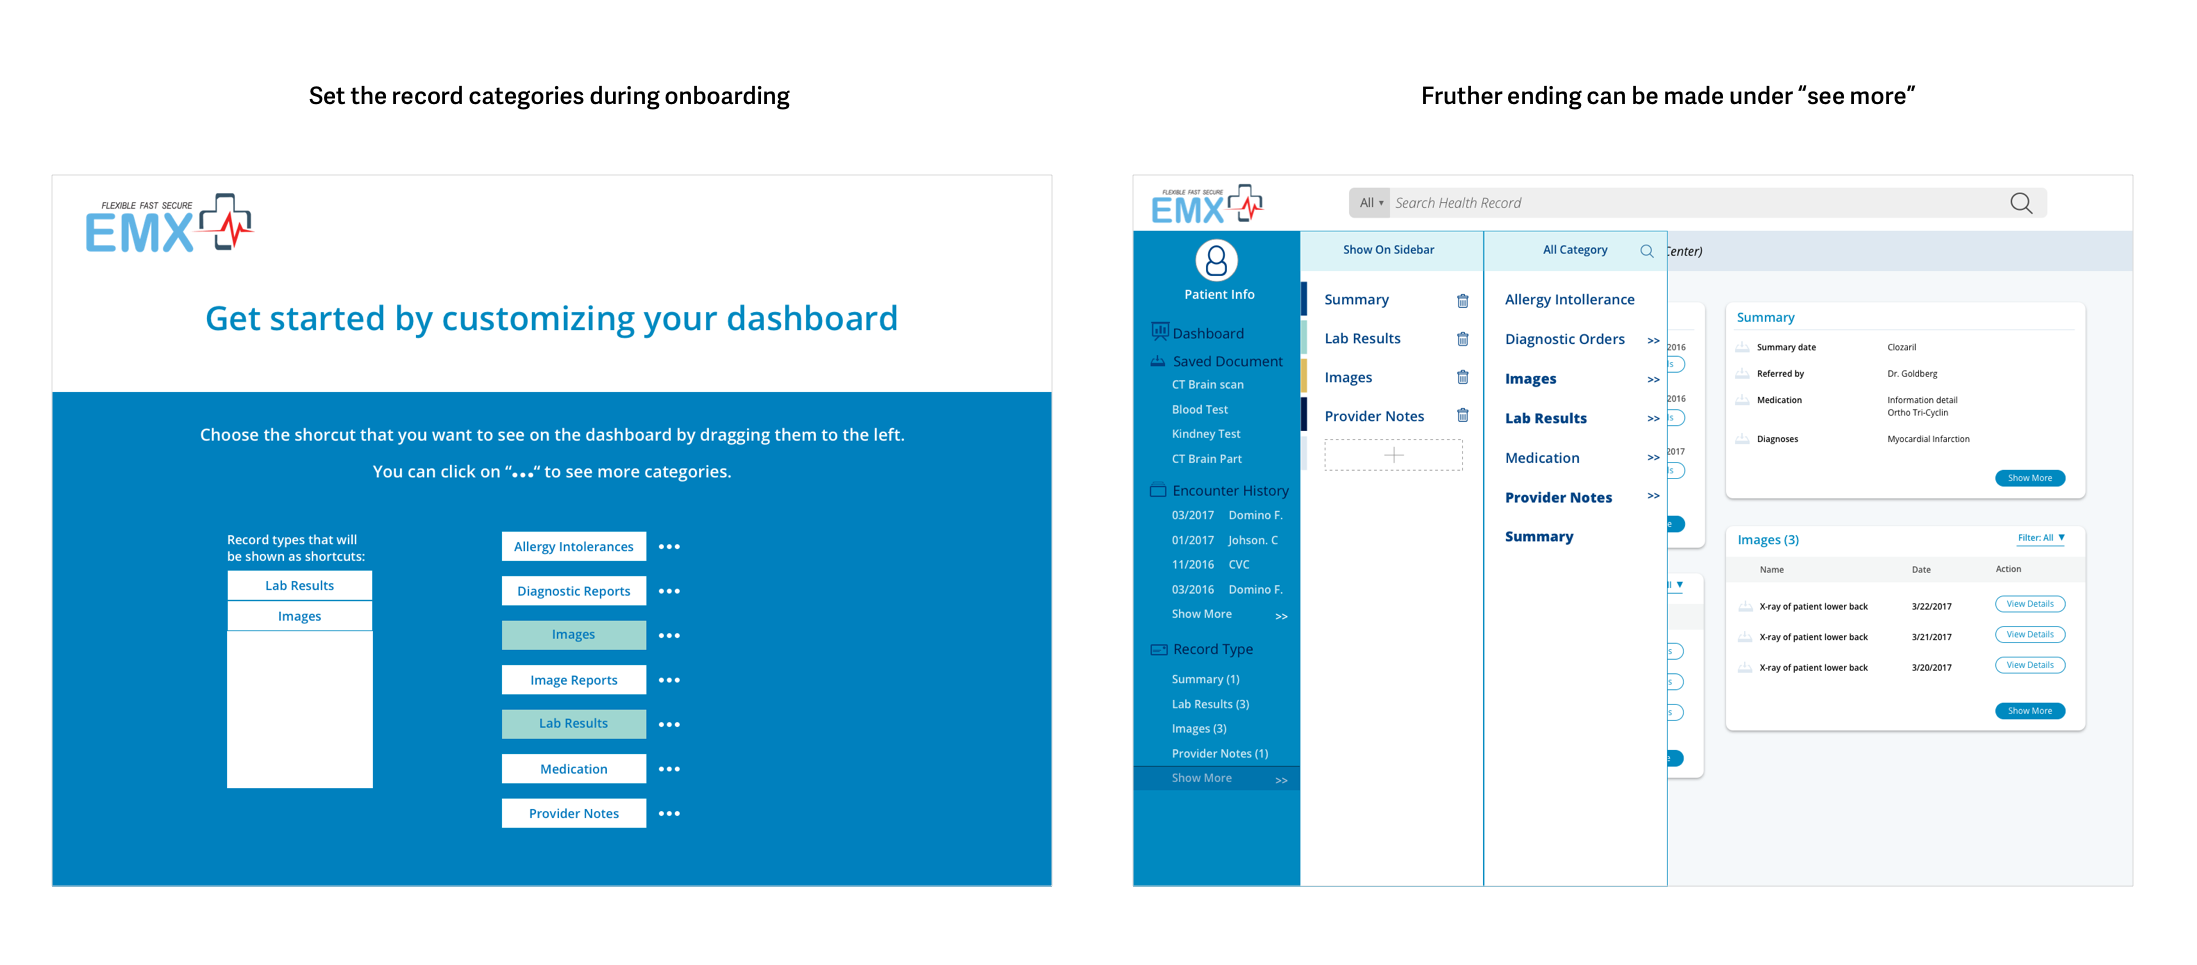 Set the record categories during onboarding
FLEXIBLE FAST SECURE
EMX
Get started by customizing your dashboard
Choose the shorcut that you want to see on the dashboard by dragging them to the left.
You can click on “...“ to see more categories.
Record types that will
be shown as shortcuts:
Lab Results
Images
Allergy Intolerances •••
Diagnostic Reports •••
Images •••
Image Reports •••
Lab Results •••
Medication •••
Provider Notes •••
Fruther ending can be made under “see more”
FLEXIBLE FAST SECURE
EMX
All ▾ Search Health Record
Patient Info
Dashboard
Saved Document
CT Brain scan
Blood Test
Kindney Test
CT Brain Part
Encounter History
03/2017 Domino F.
01/2017 Johson. C
11/2016 CVC
03/2016 Domino F.
Show More >>
Record Type
Summary (1)
Lab Results (3)
Images (3)
Provider Notes (1)
Show More >>
Show On Sidebar
Summary
Lab Results
Images
Provider Notes
All Category
Allergy Intollerance
Diagnostic Orders >>
Images >>
Lab Results >>
Medication >>
Provider Notes >>
Summary
Center)
2016
ls
2016
ls
2017
ls
e
ll ▼
s
s
s
e
Summary
Summary date Clozaril
Referred by Dr. Goldberg
Medication Information detail
Ortho Tri-Cyclin
Diagnoses Myocardial Infarction
Show More
Images (3) Filter: All ▼
Name Date Action
X-ray of patient lower back 3/22/2017 View Details
X-ray of patient lower back 3/21/2017 View Details
X-ray of patient lower back 3/20/2017 View Details
Show More